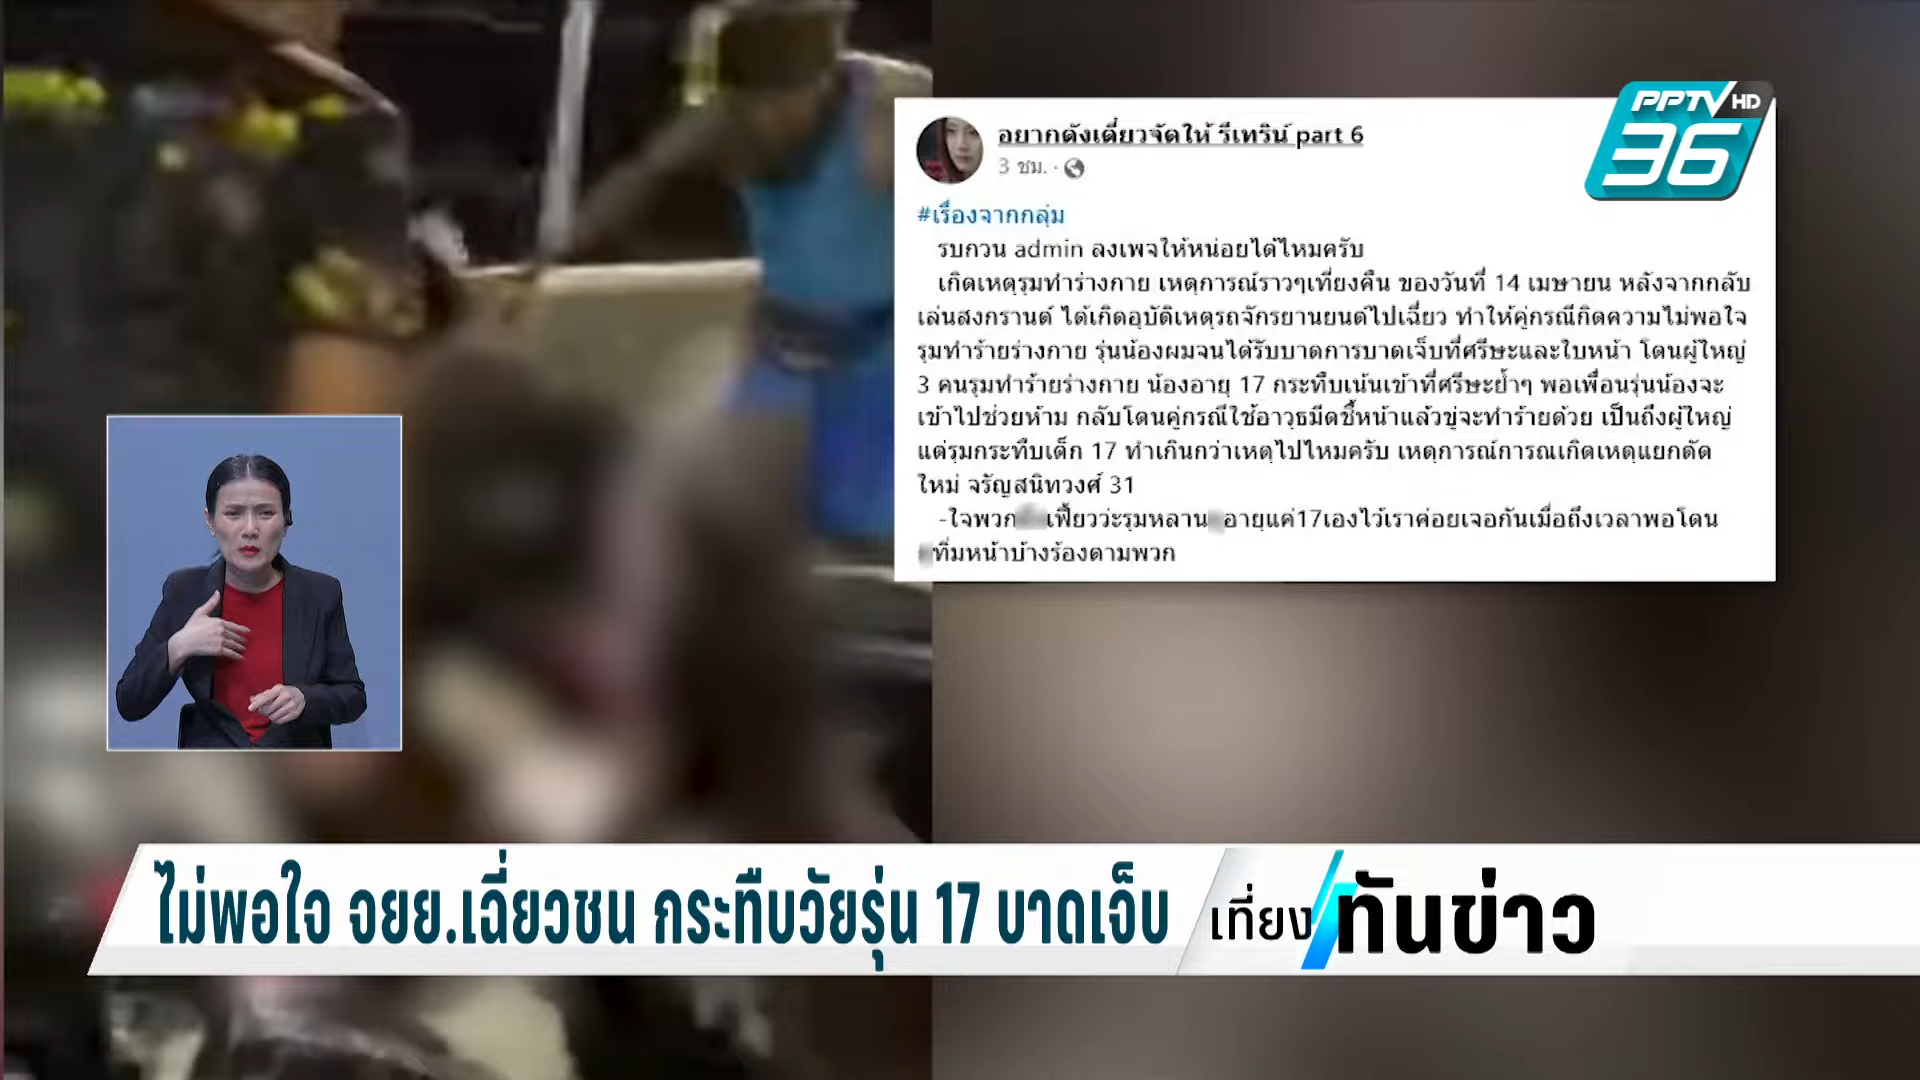 PPTV HD
36
อยากดังเดี๋ยวจัดให้ รีเทริน์ part 6
3 ชม. ·
#เรื่องจากกลุ่ม
รบกวน admin ลงเพจให้หน่อยได้ไหมครับ
เกิดเหตุรุมทำร่างกาย เหตุการณ์ราวๆเที่ยงคืน ของวันที่ 14 เมษายน หลังจากกลับ
เล่นสงกรานต์ ได้เกิดอุบัติเหตุรถจักรยานยนต์ไปเฉี่ยว ทำให้คู่กรณีกิดความไม่พอใจ
รุมทำร้ายร่างกาย รุ่นน้องผมจนได้รับบาดการบาดเจ็บที่ศรีษะและใบหน้า โดนผู้ใหญ่
3 คนรุมทำร้ายร่างกาย น้องอายุ 17 กระทืบเน้นเข้าที่ศรีษะย้ำๆ พอเพื่อนรุ่นน้องจะ
เข้าไปช่วยห้าม กลับโดนคู่กรณีใช้อาวุธมีดชี้หน้าแล้วขู่จะทำร้ายด้วย เป็นถึงผู้ใหญ่
แต่รุมกระทืบเด็ก 17 ทำเกินกว่าเหตุไปไหมครับ เหตุการณ์การณเกิดเหตุแยกตัด
ใหม่ จรัญสนิทวงศ์ 31
-ใจพวก เฟี้ยวว่ะรุมหลาน อายุแค่17เองไว้เราค่อยเจอกันเมื่อถึงเวลาพอโดน
ทิ่มหน้าบ้างร้องตามพวก
ไม่พอใจ จยย.เฉี่ยวชน กระทืบวัยรุ่น 17 บาดเจ็บ
เที่ยง ทันข่าว